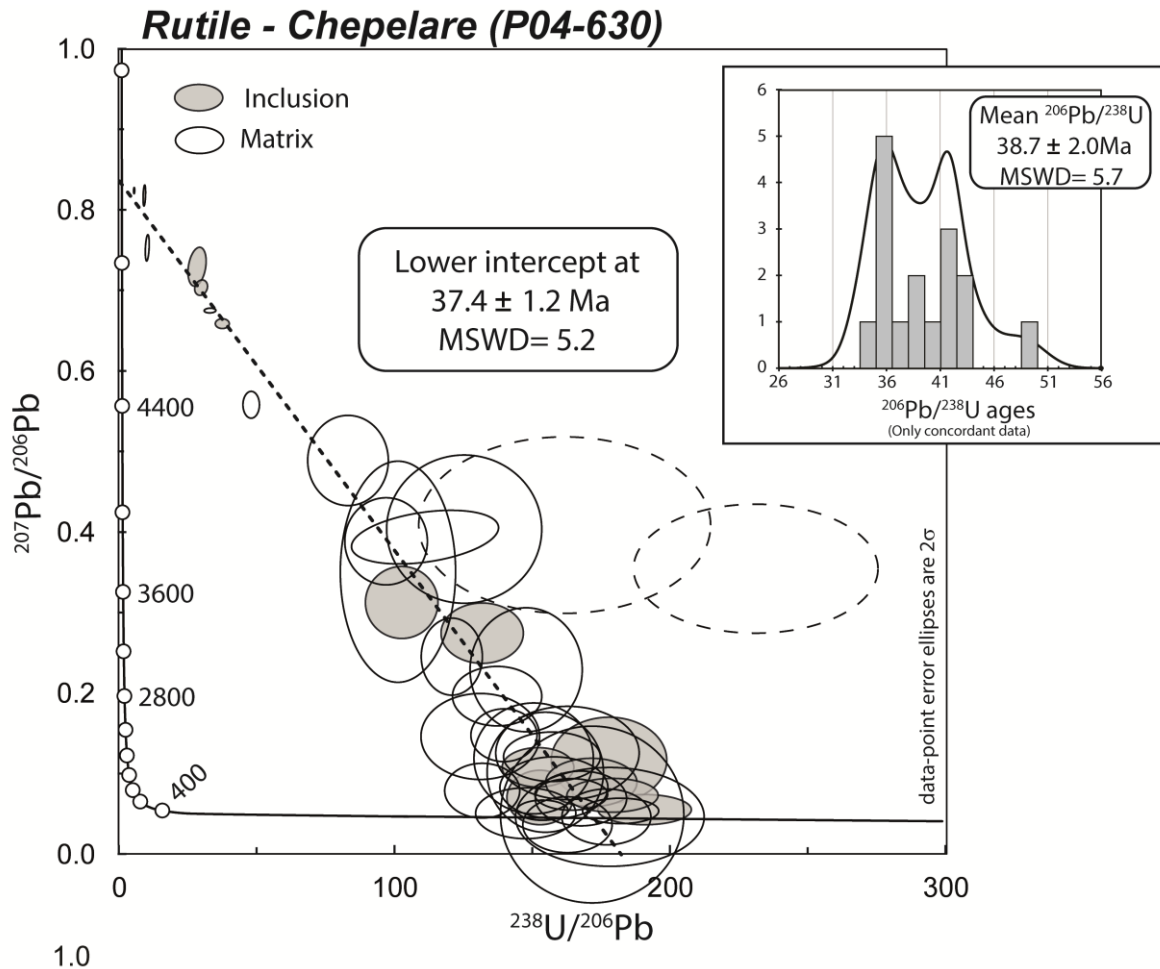 Rutile - Chepelare (P04-630)
1.0
0.8
0.6
0.4
0.2
0.0
²⁰⁷Pb/²⁰⁶Pb
Inclusion
Matrix
Lower intercept at
37.4 ± 1.2 Ma
MSWD= 5.2
4400
3600
2800
400
data-point error ellipses are 2σ
0 100 200 300
²³⁸U/²⁰⁶Pb
6
5
4
3
2
1
0
Mean ²⁰⁶Pb/²³⁸U
38.7 ± 2.0Ma
MSWD= 5.7
26 31 36 41 46 51 56
²⁰⁶Pb/²³⁸U ages
(Only concordant data)
1.0